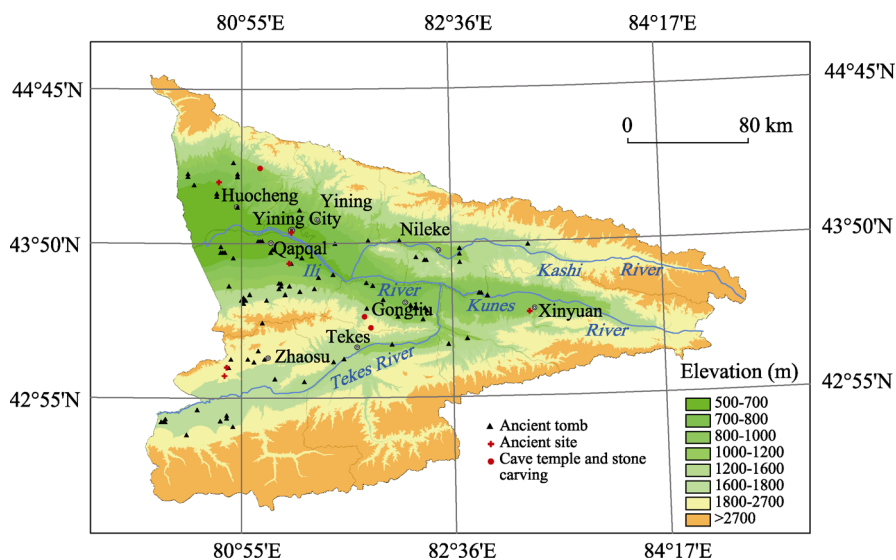 80°55'E 82°36'E 84°17'E
44°45'N 44°45'N
0 80 km
Huocheng
Yining
Yining City
Nileke
43°50'N 43°50'N
Qapqal
Ili
Kashi River
River
Kunes
Gongliu
Xinyuan
River
Tekes
Zhaosu
Tekes River
Elevation (m)
42°55'N 42°55'N
500-700
700-800
800-1000
1000-1200
1200-1600
1600-1800
1800-2700
>2700
Ancient tomb
Ancient site
Cave temple and stone
carving
80°55'E 82°36'E 84°17'E